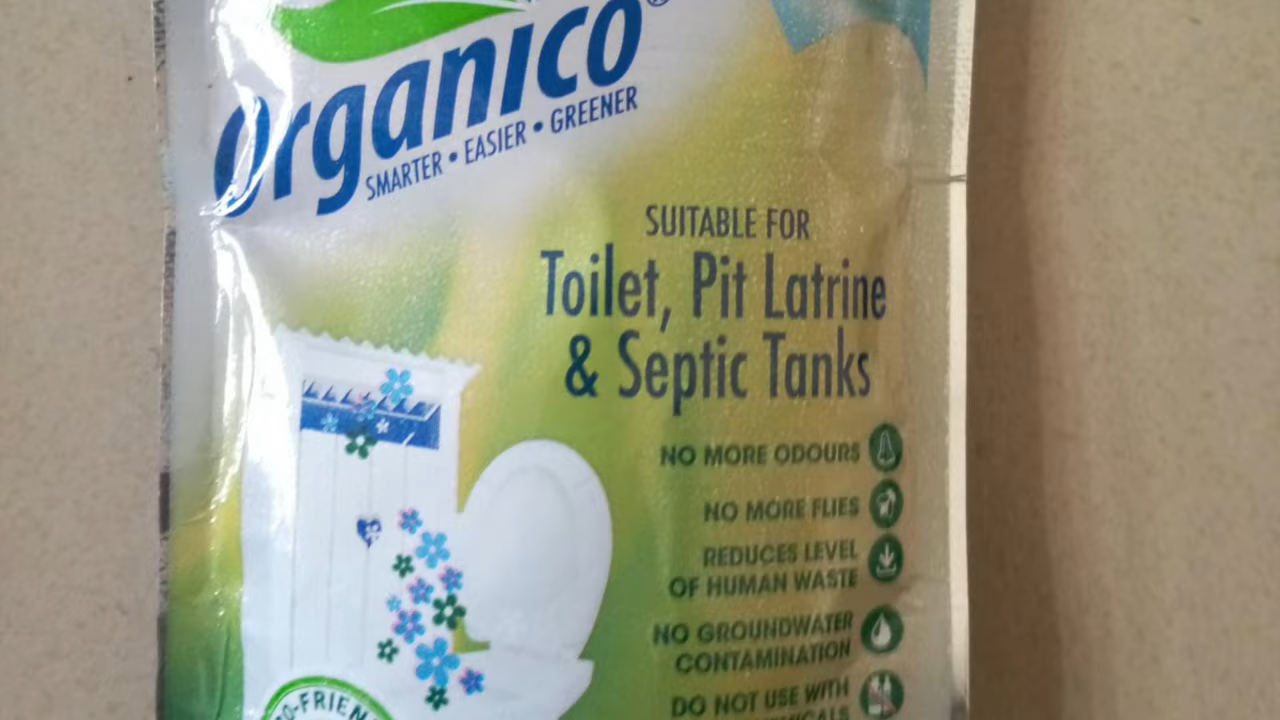 Organico®
SMARTER • EASIER • GREENER
SUITABLE FOR
Toilet, Pit Latrine
& Septic Tanks
NO MORE ODOURS
NO MORE FLIES
REDUCES LEVEL
OF HUMAN WASTE
NO GROUNDWATER
CONTAMINATION
DO NOT USE WITH